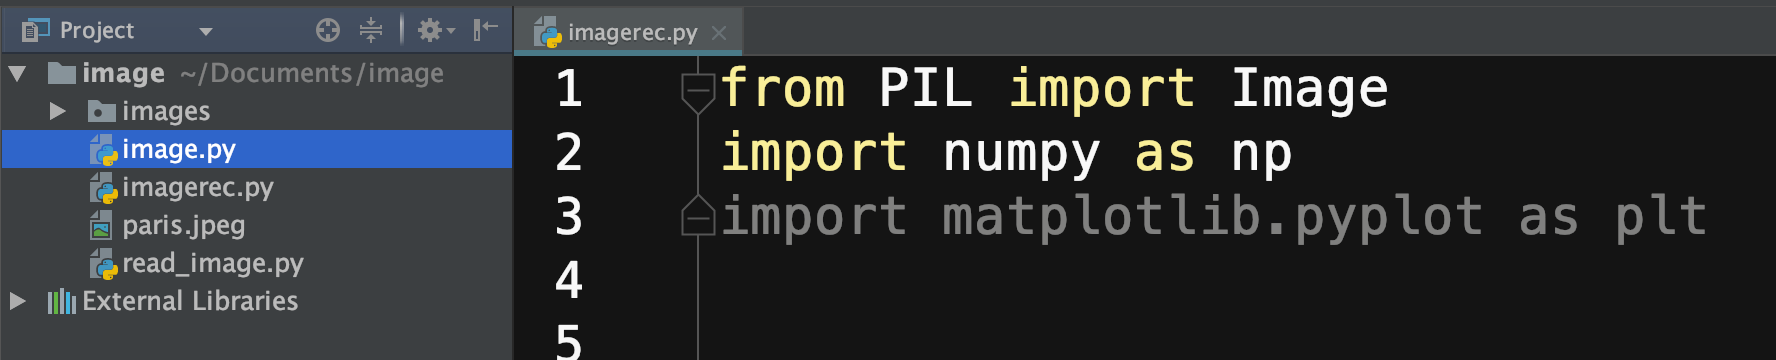 Project
image ~/Documents/image
images
image.py
imagerec.py
paris.jpeg
read_image.py
External Libraries
imagerec.py
1 from PIL import Image
2 import numpy as np
3 import matplotlib.pyplot as plt
4
5